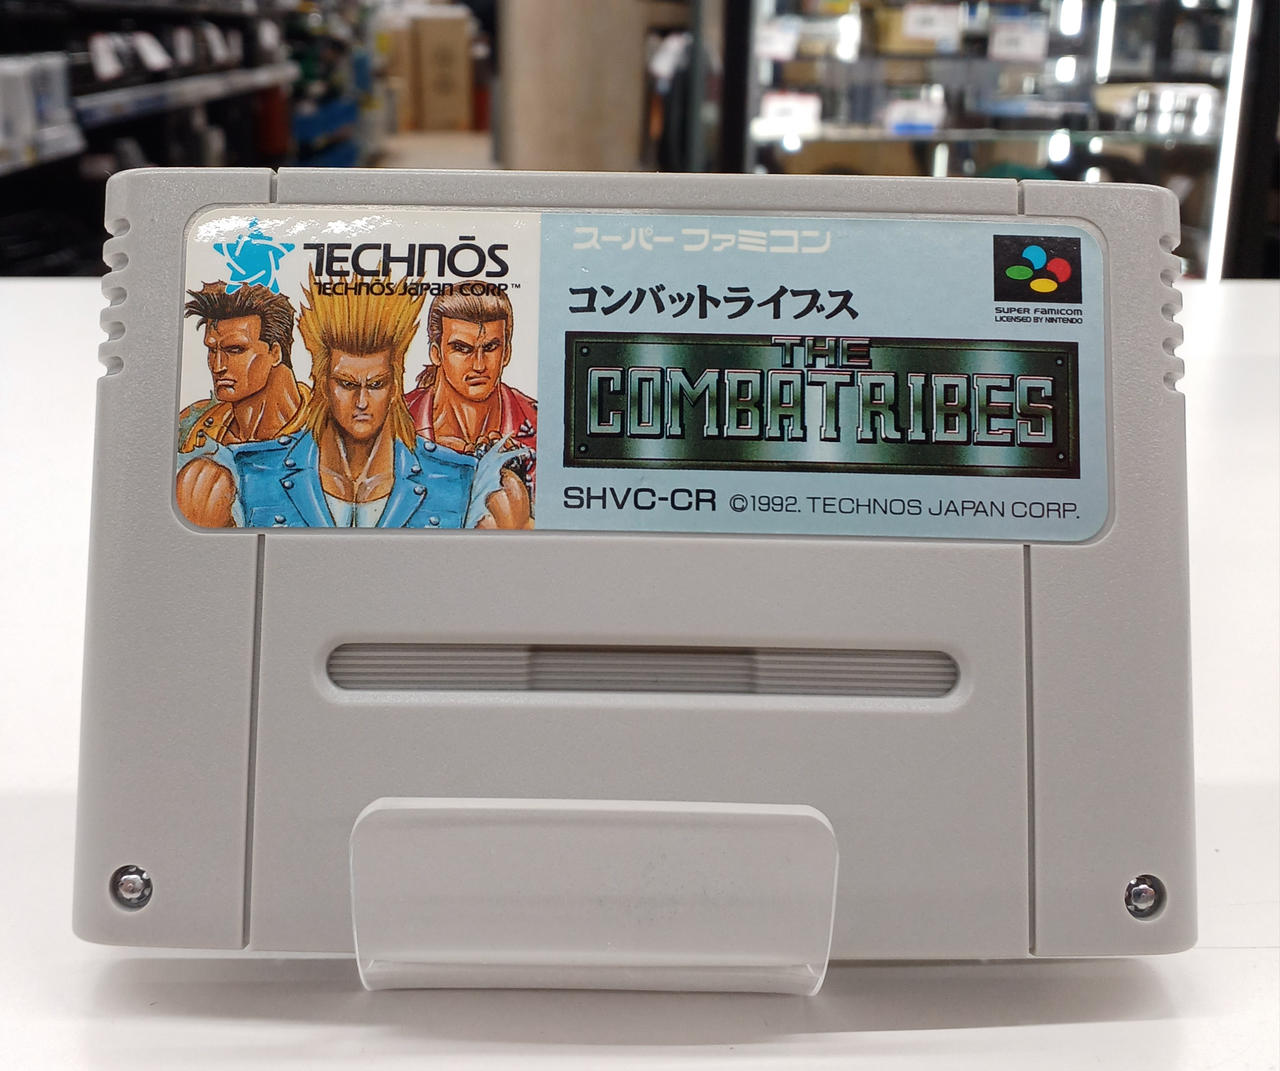 TECHNŌS
TECHNŌS JAPAN CORP.™
スーパーファミコン
コンバットライブス
SUPER FAMICOM
LICENSED BY NINTENDO
THE
COMBATRIBES
SHVC-CR ©1992. TECHNOS JAPAN CORP.